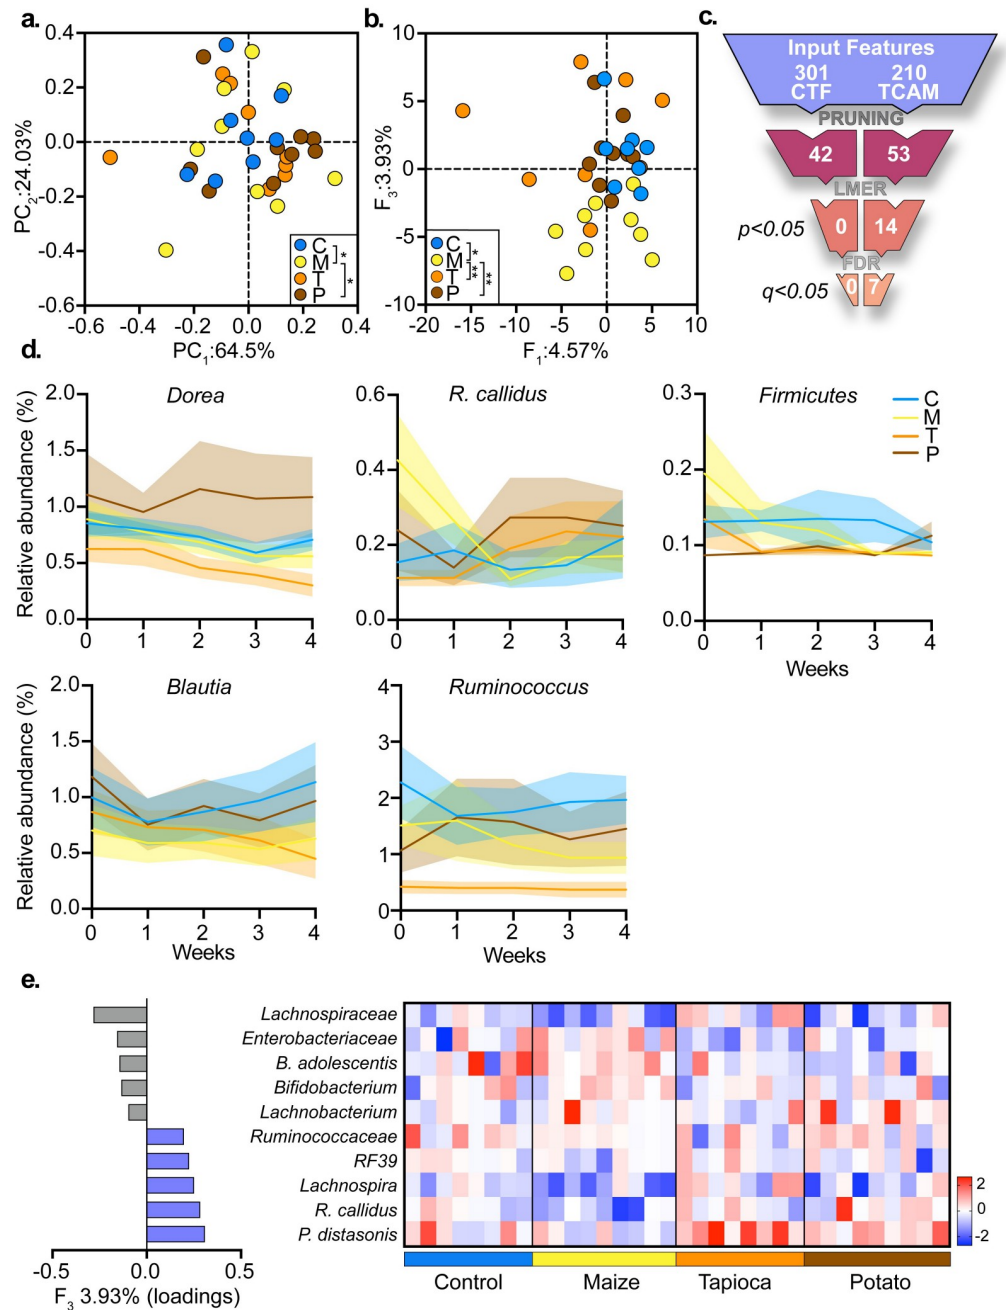 a.
0.4
0.2
0.0
-0.2
-0.4
-0.6
PC2:24.03%
C
M
T
P
*
*
-0.6 -0.4 -0.2 0.0 0.2 0.4
PC1:64.5%
b.
10
5
0
-5
-10
F3:3.93%
C
M
T
P
*
**
**
-20 -15 -10 -5 0 5 10
F1:4.57%
c.
Input Features
301 210
CTF TCAM
PRUNING
42 53
LMER
p<0.05 0 14
FDR
q<0.05 0 7
d.
Dorea
Relative abundance (%)
2.0
1.5
1.0
0.5
0.0
0 1 2 3 4
R. callidus
0.6
0.4
0.2
0.0
0 1 2 3 4
Firmicutes
0.3
0.2
0.1
0.0
0 1 2 3 4
Weeks
C
M
T
P
Blautia
Relative abundance (%)
2.0
1.5
1.0
0.5
0.0
0 1 2 3 4
Weeks
Ruminococcus
4
3
2
1
0
0 1 2 3 4
Weeks
e.
Lachnospiraceae
Enterobacteriaceae
B. adolescentis
Bifidobacterium
Lachnobacterium
Ruminococcaceae
RF39
Lachnospira
R. callidus
P. distasonis
-0.5 0.0 0.5
F3 3.93% (loadings)
2
0
-2
Control Maize Tapioca Potato